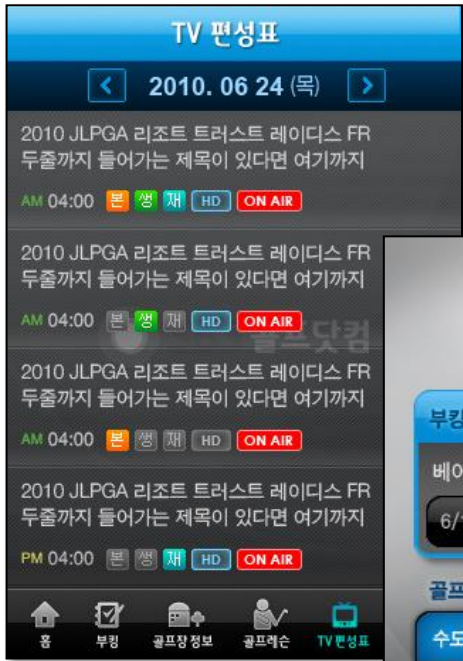 TV 편성표
2010. 06 24 (목)
2010 JLPGA 리조트 트러스트 레이디스 FR
두줄까지 들어가는 제목이 있다면 여기까지
AM 04:00 본 생 재 HD ON AIR
2010 JLPGA 리조트 트러스트 레이디스 FR
두줄까지 들어가는 제목이 있다면 여기까지
AM 04:00 본 생 재 HD ON AIR
골프닷컴
2010 JLPGA 리조트 트러스트 레이디스 FR
두줄까지 들어가는 제목이 있다면 여기까지
AM 04:00 본 생 재 HD ON AIR
2010 JLPGA 리조트 트러스트 레이디스 FR
두줄까지 들어가는 제목이 있다면 여기까지
PM 04:00 본 생 재 HD ON AIR
홈 부킹 골프장정보 골프레슨 TV편성표
부킹
베이
6/
골프
수도